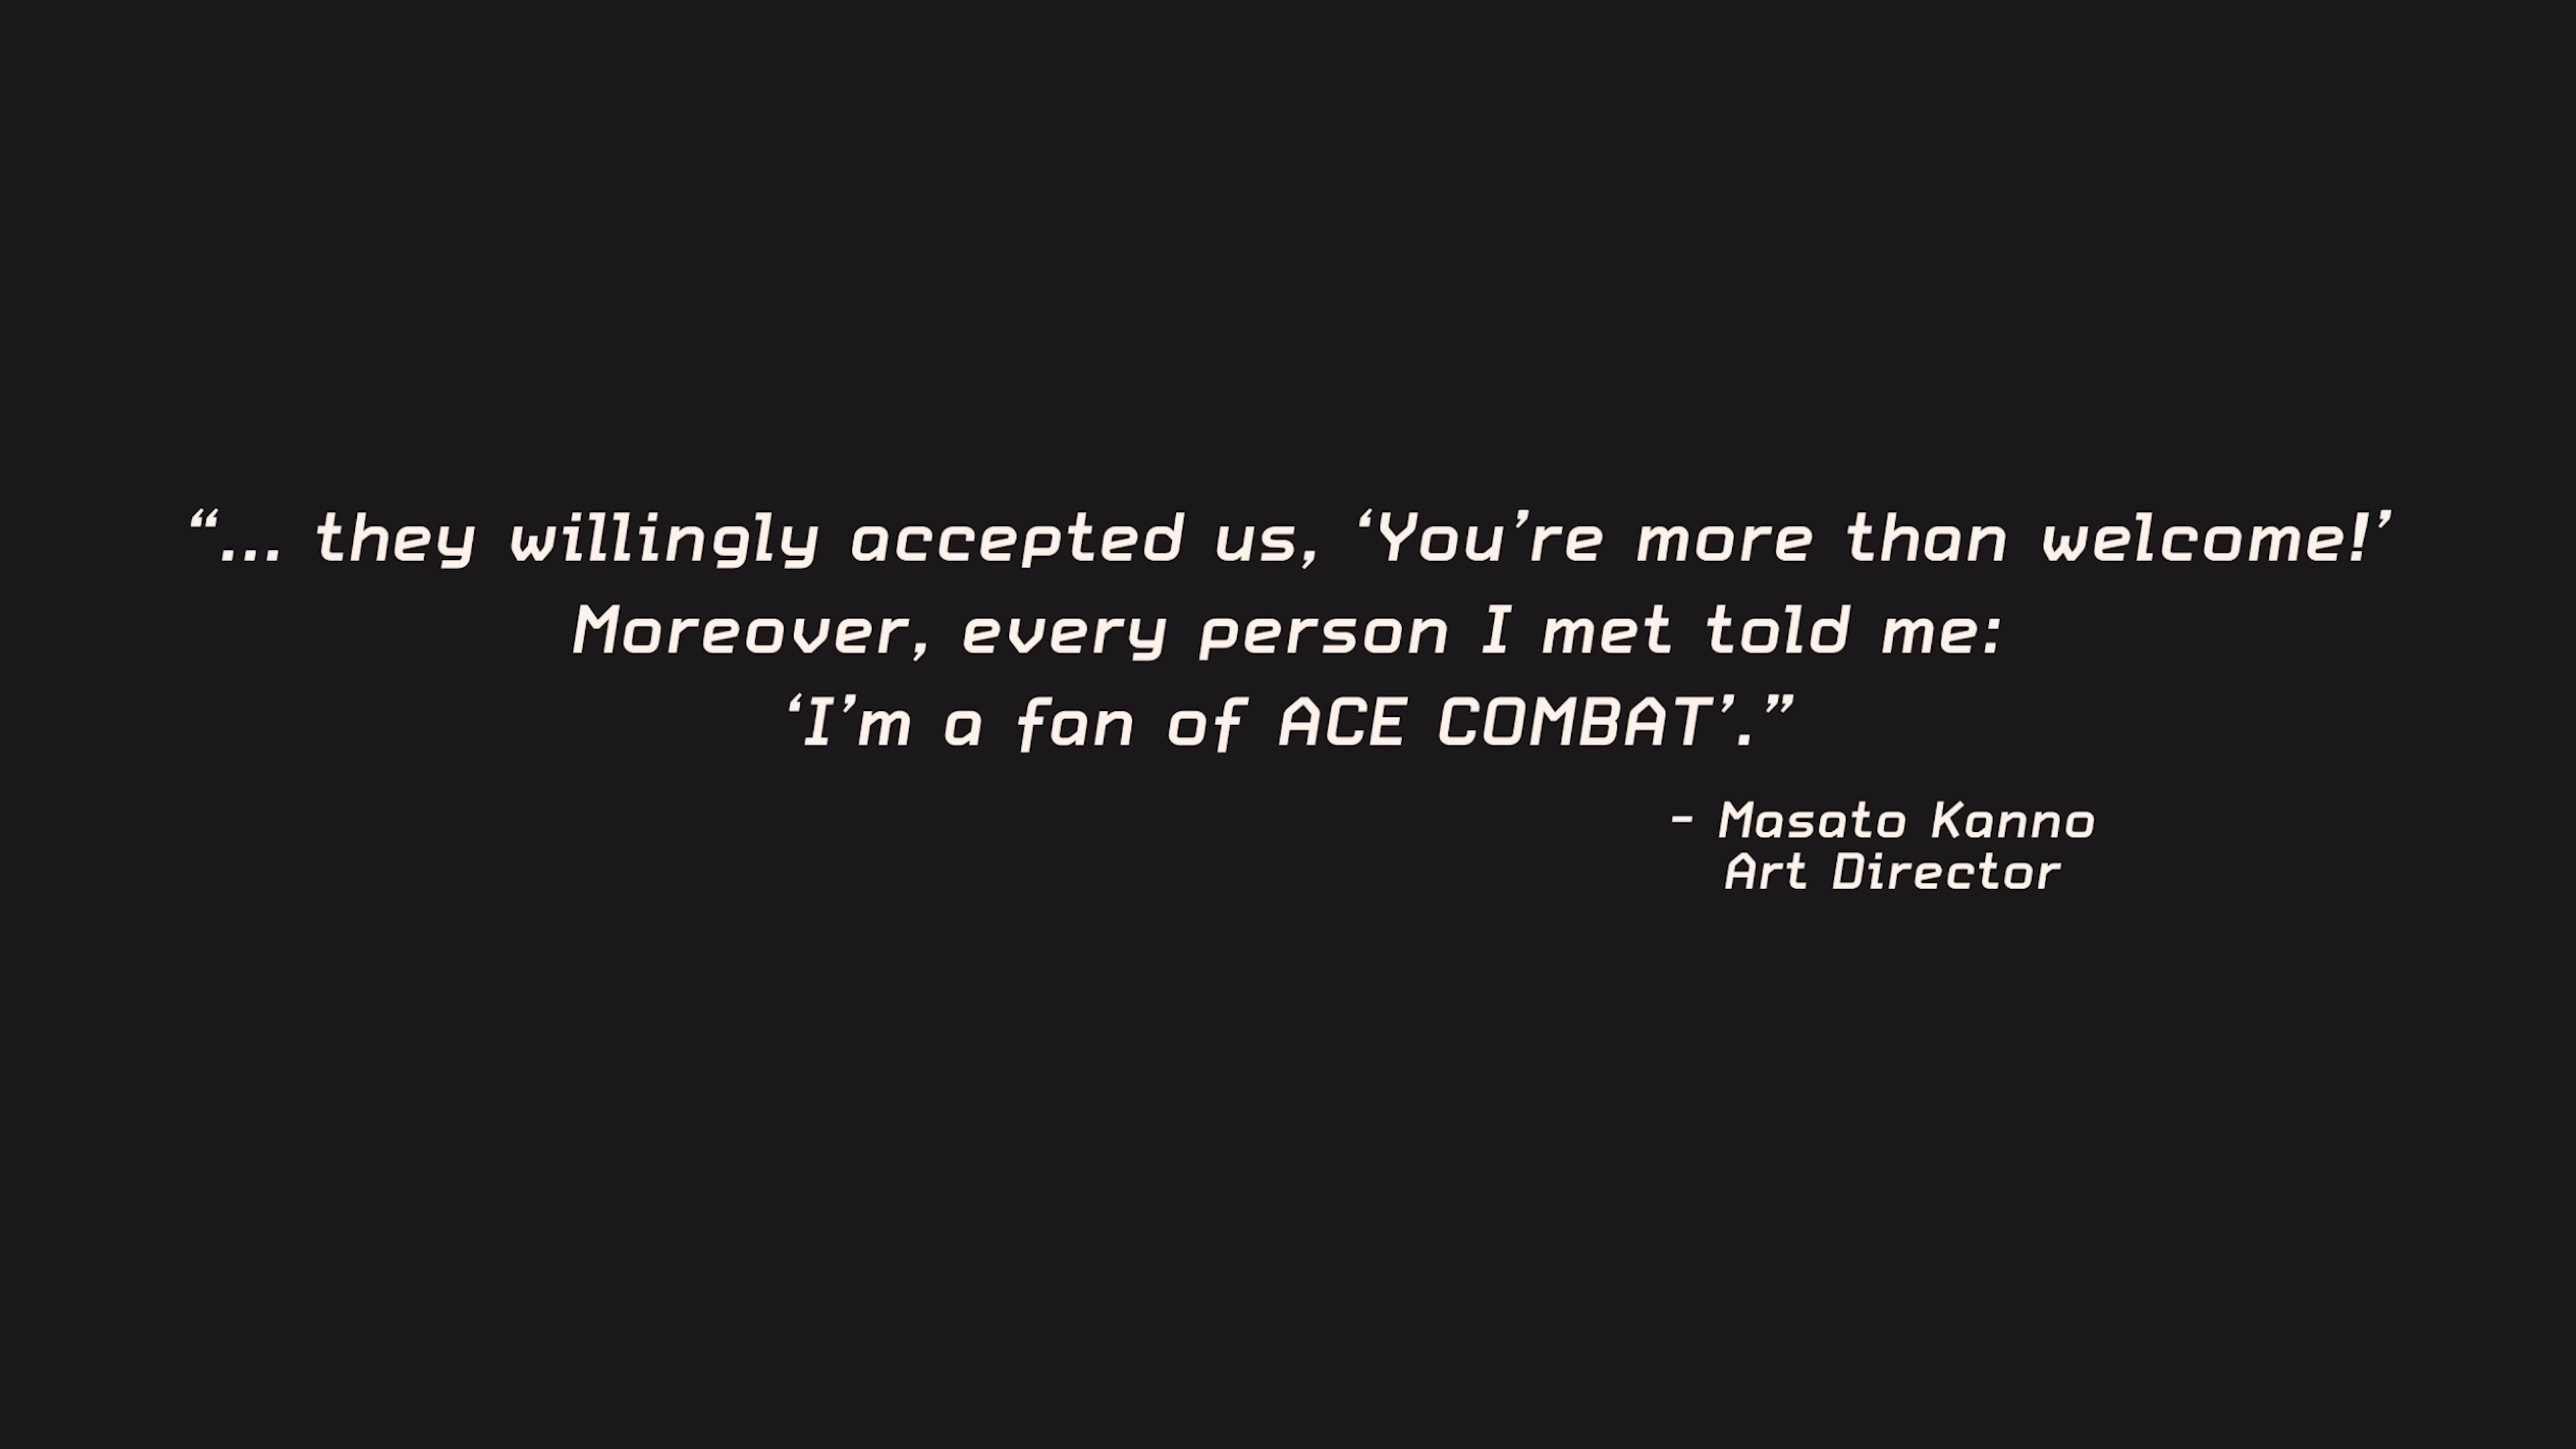 “... they willingly accepted us, ‘You’re more than welcome!’
Moreover, every person I met told me:
‘I’m a fan of ACE COMBAT’.”
- Masato Kanno
Art Director